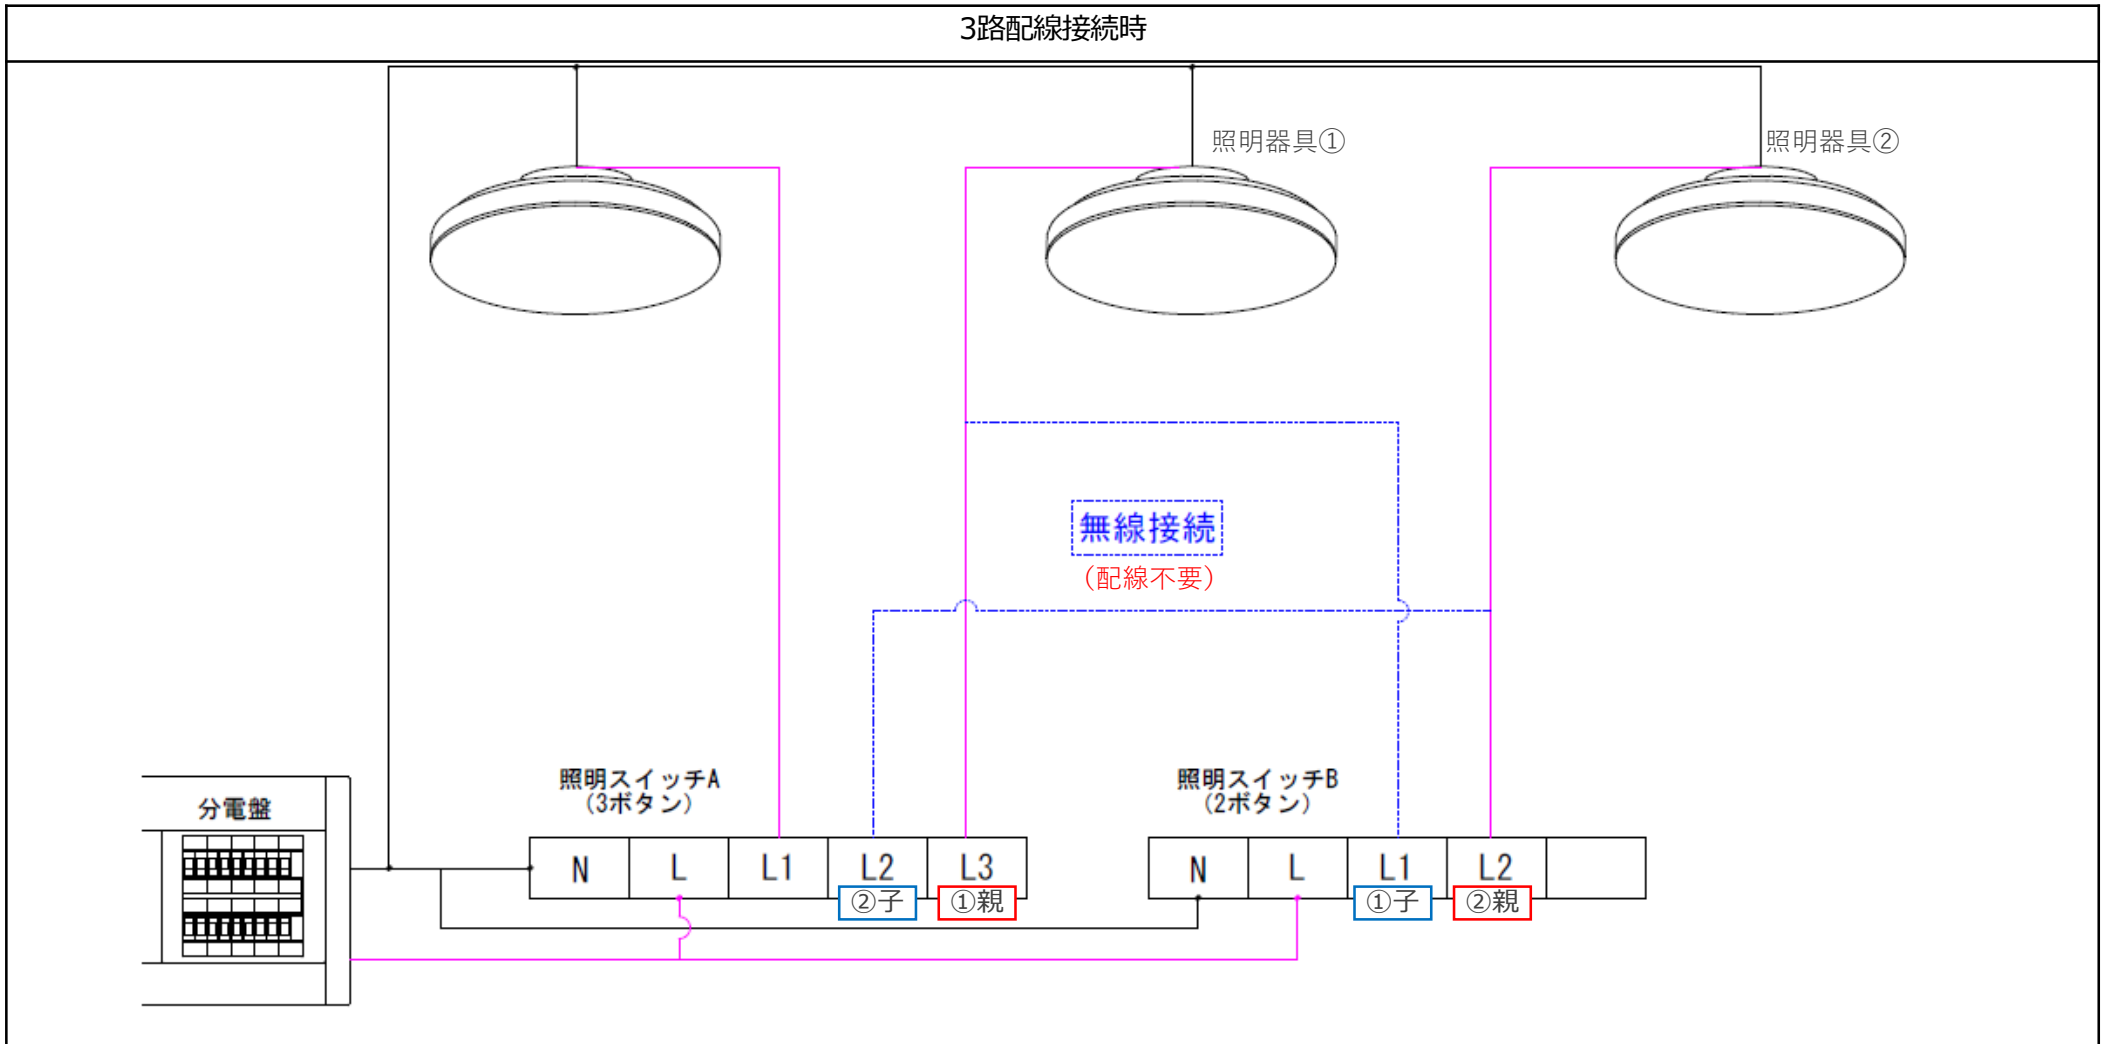 3路配線接続時
照明器具①
照明器具②
無線接続
(配線不要)
照明スイッチA
(3ボタン)
照明スイッチB
(2ボタン)
分電盤
N L L1 L2 L3
②子 ①親
N L L1 L2
①子 ②親